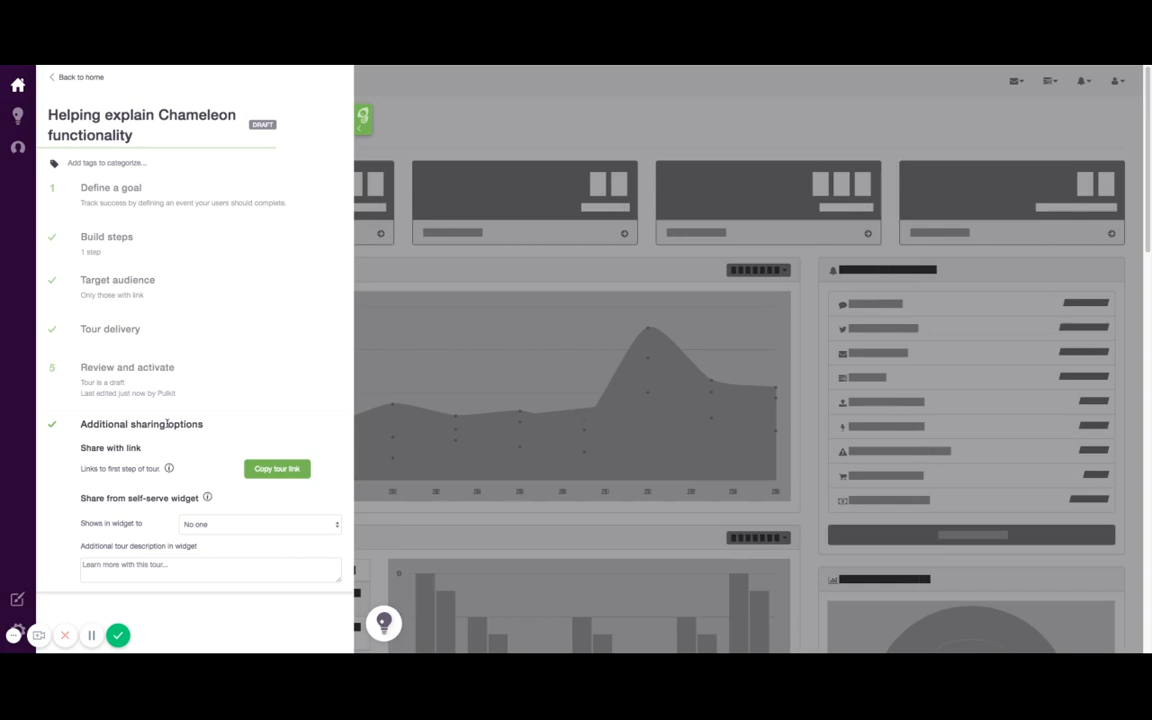 Back to home
Helping explain Chameleon
functionality
DRAFT
Add tags to categorize...
1 Define a goal
Track success by defining an event your users should complete.
Build steps
1 step
Target audience
Only those with link
Tour delivery
5 Review and activate
Tour is a draft
Last edited just now by Pulkit
Additional sharing options
Share with link
Links to first step of tour.
Copy tour link
Share from self-serve widget
Shows in widget to
No one
Additional tour description in widget
Learn more with this tour...